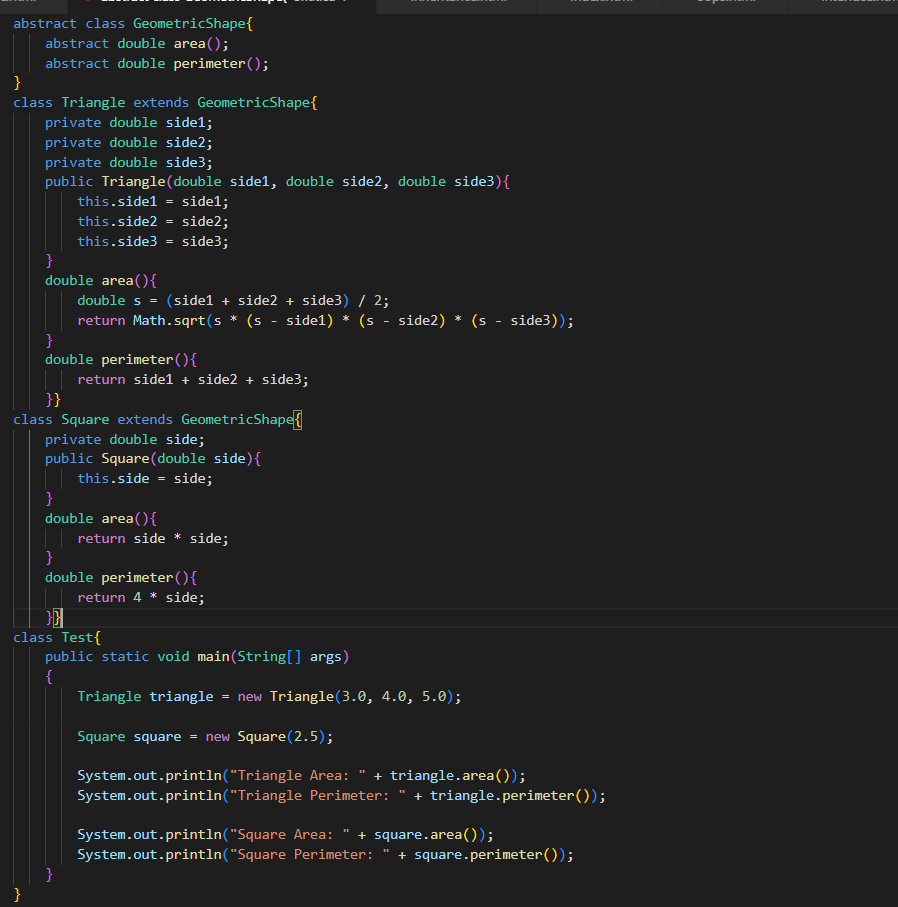 abstract class GeometricShape{
    abstract double area();
    abstract double perimeter();
}
class Triangle extends GeometricShape{
    private double side1;
    private double side2;
    private double side3;
    public Triangle(double side1, double side2, double side3){
        this.side1 = side1;
        this.side2 = side2;
        this.side3 = side3;
    }
    double area(){
        double s = (side1 + side2 + side3) / 2;
        return Math.sqrt(s * (s - side1) * (s - side2) * (s - side3));
    }
    double perimeter(){
        return side1 + side2 + side3;
    }}
class Square extends GeometricShape{
    private double side;
    public Square(double side){
        this.side = side;
    }
    double area(){
        return side * side;
    }
    double perimeter(){
        return 4 * side;
    }}
class Test{
    public static void main(String[] args)
    {
        Triangle triangle = new Triangle(3.0, 4.0, 5.0);
        Square square = new Square(2.5);
        System.out.println("Triangle Area: " + triangle.area());
        System.out.println("Triangle Perimeter: " + triangle.perimeter());
        System.out.println("Square Area: " + square.area());
        System.out.println("Square Perimeter: " + square.perimeter());
    }
}